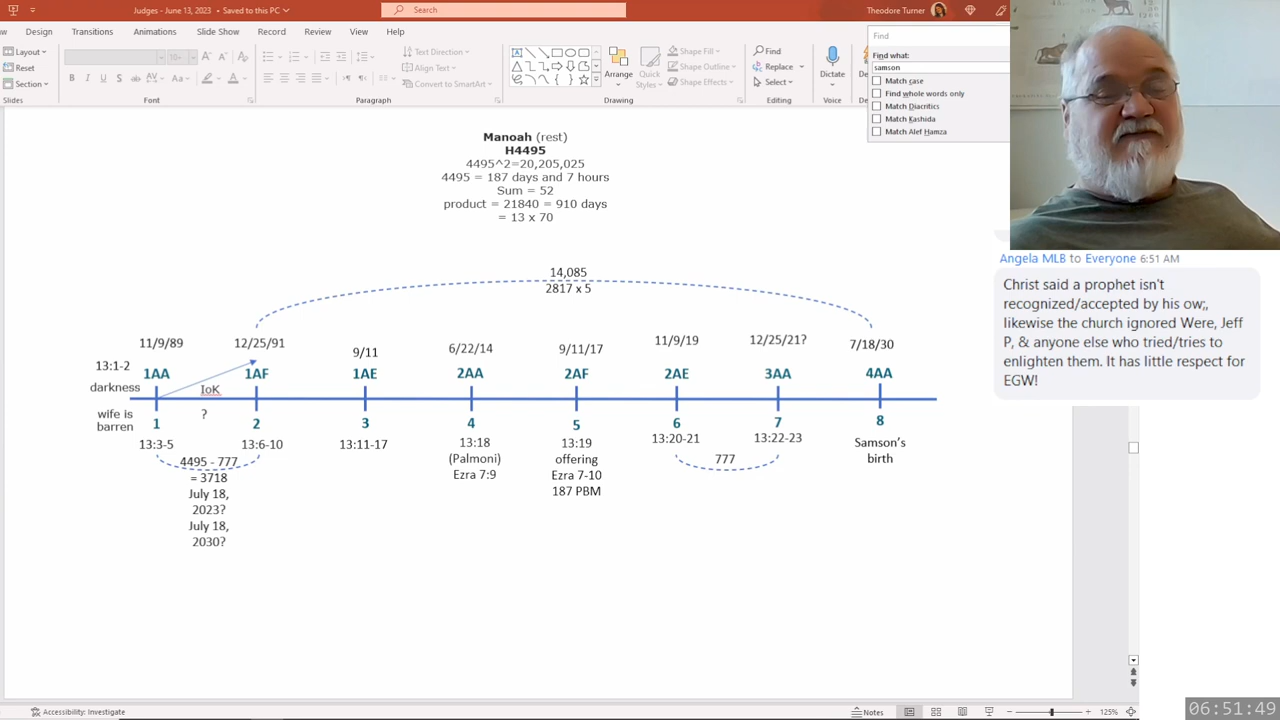 Judges - June 13, 2023 • Saved to this PC
Search
Theodore Turner
Design Transitions Animations Slide Show Record Review View Help
Layout
Reset
Section
Slides
Font
Text Direction
Align Text
Convert to SmartArt
Paragraph
Arrange
Quick
Styles
Shape Fill
Shape Outline
Shape Effects
Drawing
Find
Replace
Select
Editing
Dictate
Voice
Find
Find what:
samson
Match case
Find whole words only
Match Diacritics
Match Kashida
Match Alef Hamza
Manoah (rest)
H4495
4495^2=20,205,025
4495 = 187 days and 7 hours
Sum = 52
product = 21840 = 910 days
= 13 x 70
14,085
2817 x 5
11/9/89 12/25/91 9/11 6/22/14 9/11/17 11/9/19 12/25/21? 7/18/30
13:1-2
1AA 1AF 1AE 2AA 2AF 2AE 3AA 4AA
darkness
IoK
wife is
barren
?
1 2 3 4 5 6 7 8
13:3-5 13:6-10 13:11-17 13:18 13:19 13:20-21 13:22-23 Samson's
(Palmoni) offering birth
4495 - 777 777
= 3718 Ezra 7:9 Ezra 7-10
July 18, 187 PBM
2023?
July 18,
2030?
Angela MLB to Everyone 6:51 AM
Christ said a prophet isn't
recognized/accepted by his ow;,
likewise the church ignored Were, Jeff
P, & anyone else who tried/tries to
enlighten them. It has little respect for
EGW!
Accessibility: Investigate
Notes
125%
06:51:49